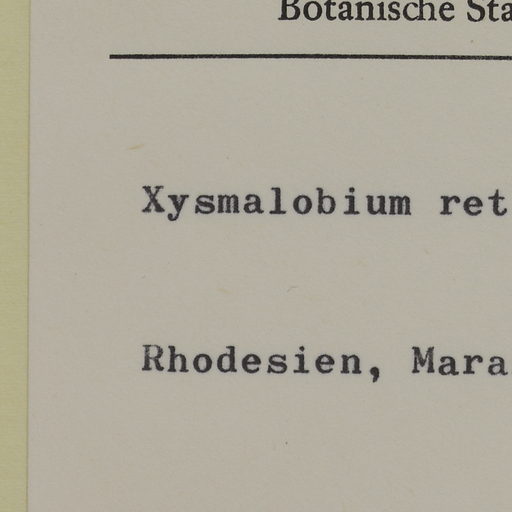 Botanische Sta
Xysmalobium ret
Rhodesien, Mara